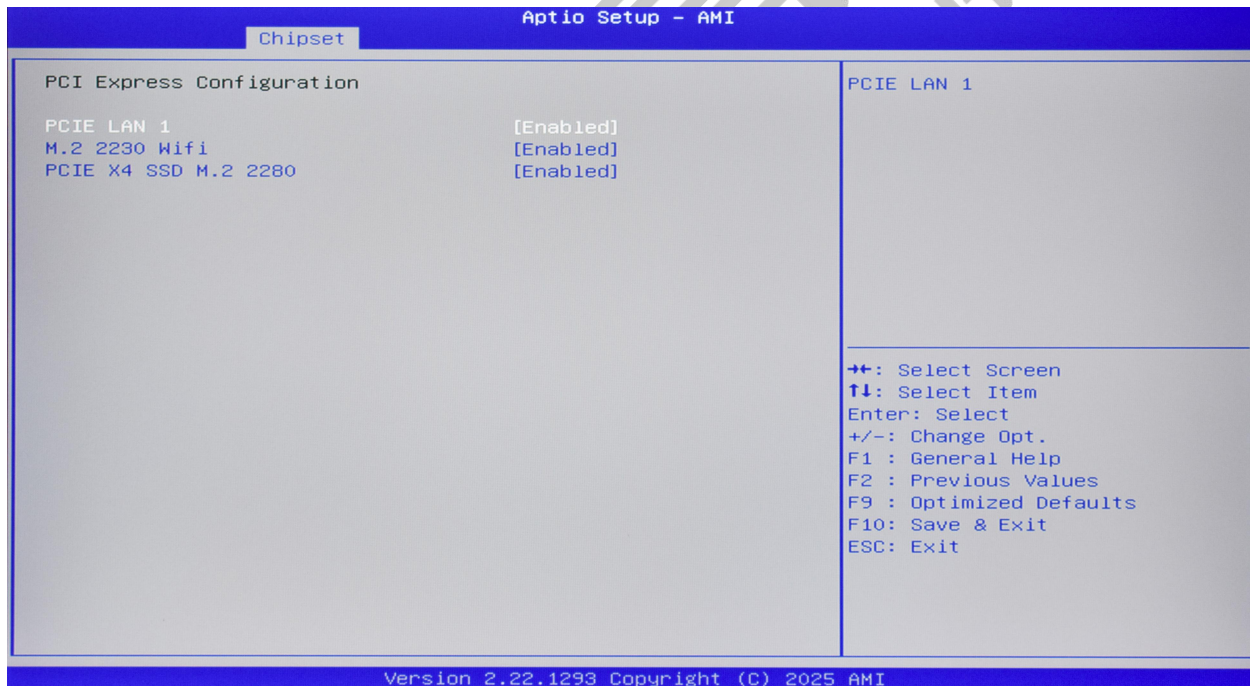 Aptio Setup - AMI
Chipset
PCI Express Configuration
PCIE LAN 1 [Enabled]
M.2 2230 Wifi [Enabled]
PCIE X4 SSD M.2 2280 [Enabled]
PCIE LAN 1
→←: Select Screen
↑↓: Select Item
Enter: Select
+/-: Change Opt.
F1 : General Help
F2 : Previous Values
F9 : Optimized Defaults
F10: Save & Exit
ESC: Exit
Version 2.22.1293 Copyright (C) 2025 AMI